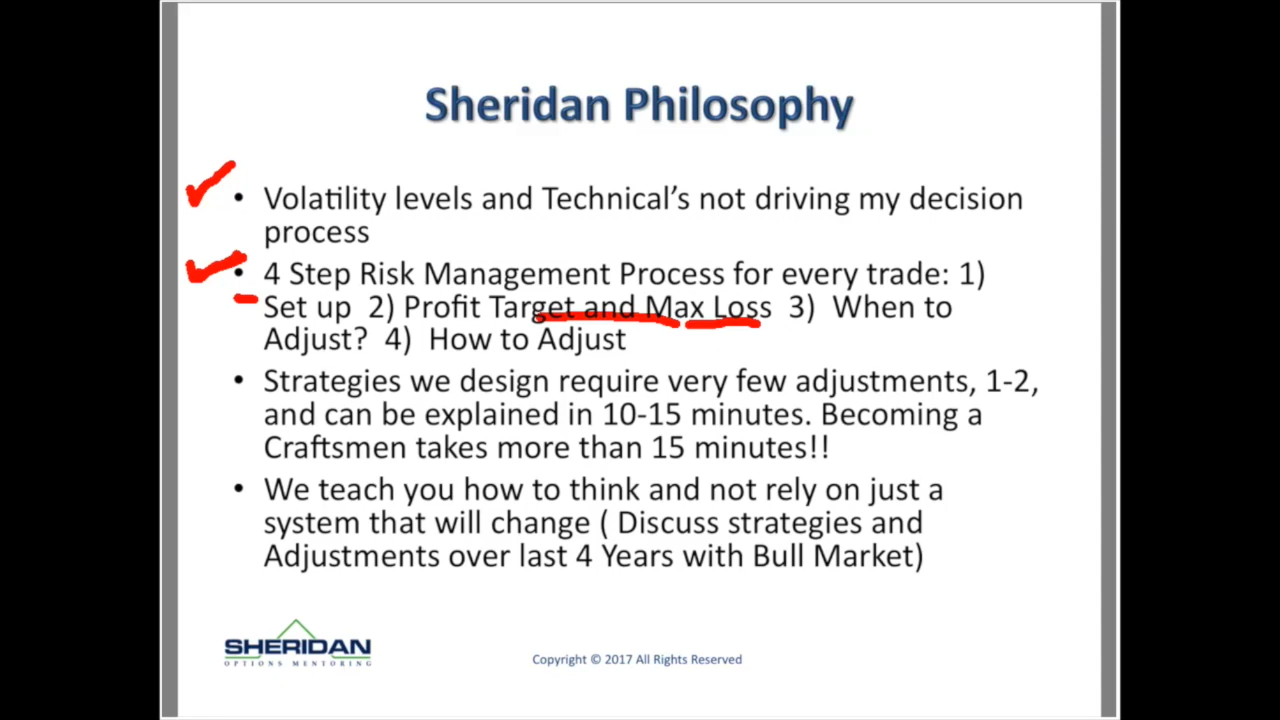 Sheridan Philosophy
• Volatility levels and Technical's not driving my decision
process
• 4 Step Risk Management Process for every trade: 1)
Set up 2) Profit Target and Max Loss 3) When to
Adjust? 4) How to Adjust
• Strategies we design require very few adjustments, 1-2,
and can be explained in 10-15 minutes. Becoming a
Craftsmen takes more than 15 minutes!!
• We teach you how to think and not rely on just a
system that will change ( Discuss strategies and
Adjustments over last 4 Years with Bull Market)
SHERIDAN
OPTIONS MENTORING
Copyright © 2017 All Rights Reserved